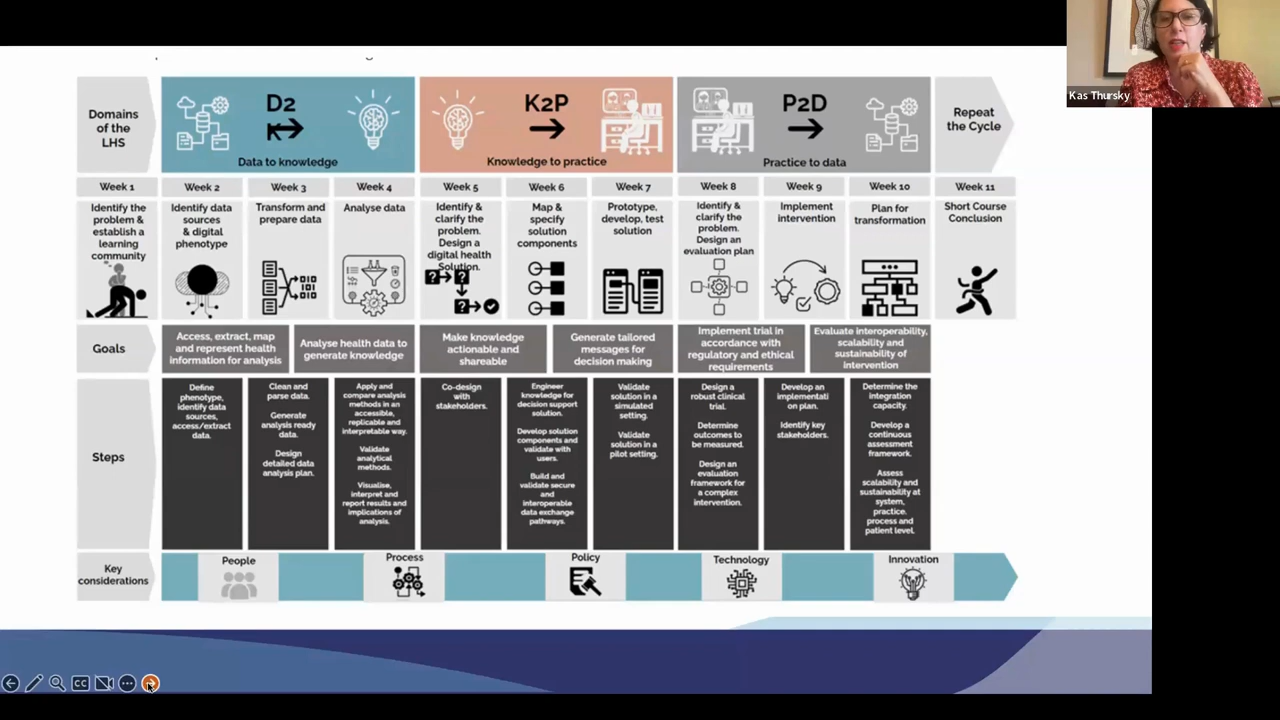 Kas Thursky
Domains
of the
LHS
D2
K
Data to knowledge
K2P
Knowledge to practice
P2D
Practice to data
Repeat
the Cycle
Week 1
Week 2
Week 3
Week 4
Week 5
Week 6
Week 7
Week 8
Week 9
Week 10
Week 11
Identify the
problem &
establish a
learning
community
Identify data
sources
& digital
phenotype
Transform and
prepare data
Analyse data
Identify &
clarify the
problem.
Design a
digital health
Solution.
Map &
specify
solution
components
Prototype,
develop, test
solution
Identify &
clarify the
problem.
Design an
evaluation plan
Implement
intervention
Plan for
transformation
Short Course
Conclusion
Goals
Access, extract, map
and represent health
information for analysis
Analyse health data to
generate knowledge
Make knowledge
actionable and
shareable
Generate tailored
messages for
decision making
Implement trial in
accordance with
regulatory and ethical
requirements
Evaluate interoperability,
scalability and
sustainability of
intervention
Steps
Define
phenotype,
identify data
sources,
access/extract
data.
Clean and
parse data.
Generate
analysis ready
data.
Design
detailed data
analysis plan.
Apply and
compare analysis
methods in an
accessible,
replicable and
interpretable way.
Validate
analytical
methods.
Visualise,
interpret and
report results and
implications of
analysis.
Co-design
with
stakeholders.
Engineer
knowledge for
decision support
solution.
Develop solution
components and
validate with
users.
Build and
validate secure
and
interoperable
data exchange
pathways.
Validate
solution in a
simulated
setting.
Validate
solution in a
pilot setting.
Design a
robust clinical
trial.
Determine
outcomes to
be measured.
Design an
evaluation
framework for
a complex
intervention.
Develop an
implementati
on plan.
Identify key
stakeholders.
Determine the
integration
capacity.
Develop a
continuous
assessment
framework.
Assess
scalability and
sustainability at
system,
practice.
process and
patient level.
Key
considerations
People
Process
Policy
Technology
Innovation
CC